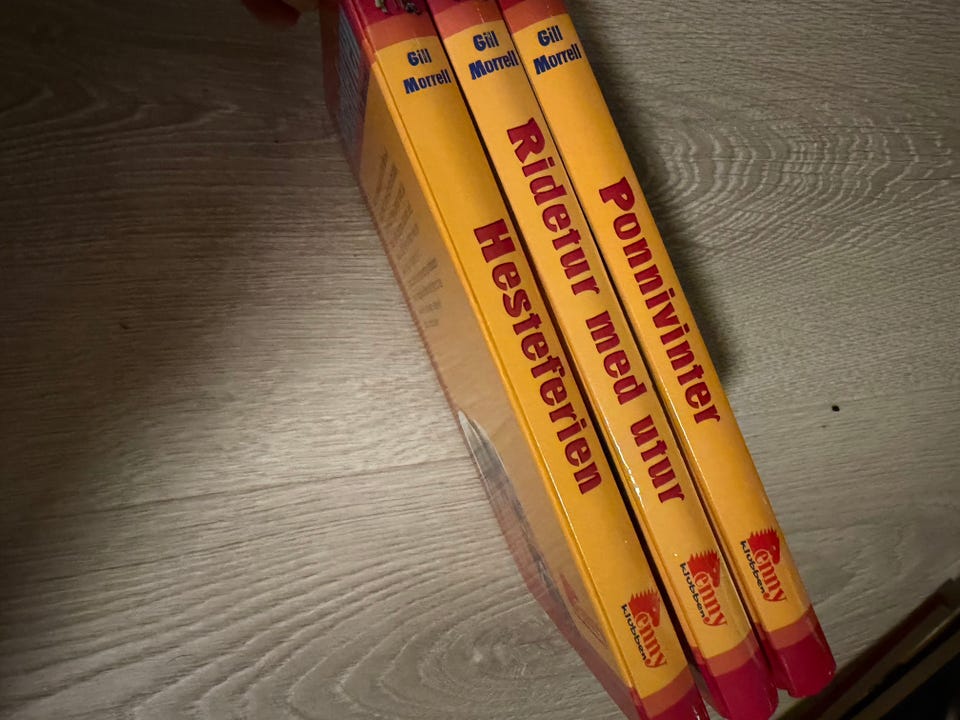 Gill
Morrell
Hesteferien
Penny
klubben
Gill
Morrell
Ridetur med utur
Penny
klubben
Gill
Morrell
Ponnivinter
Penny
klubben